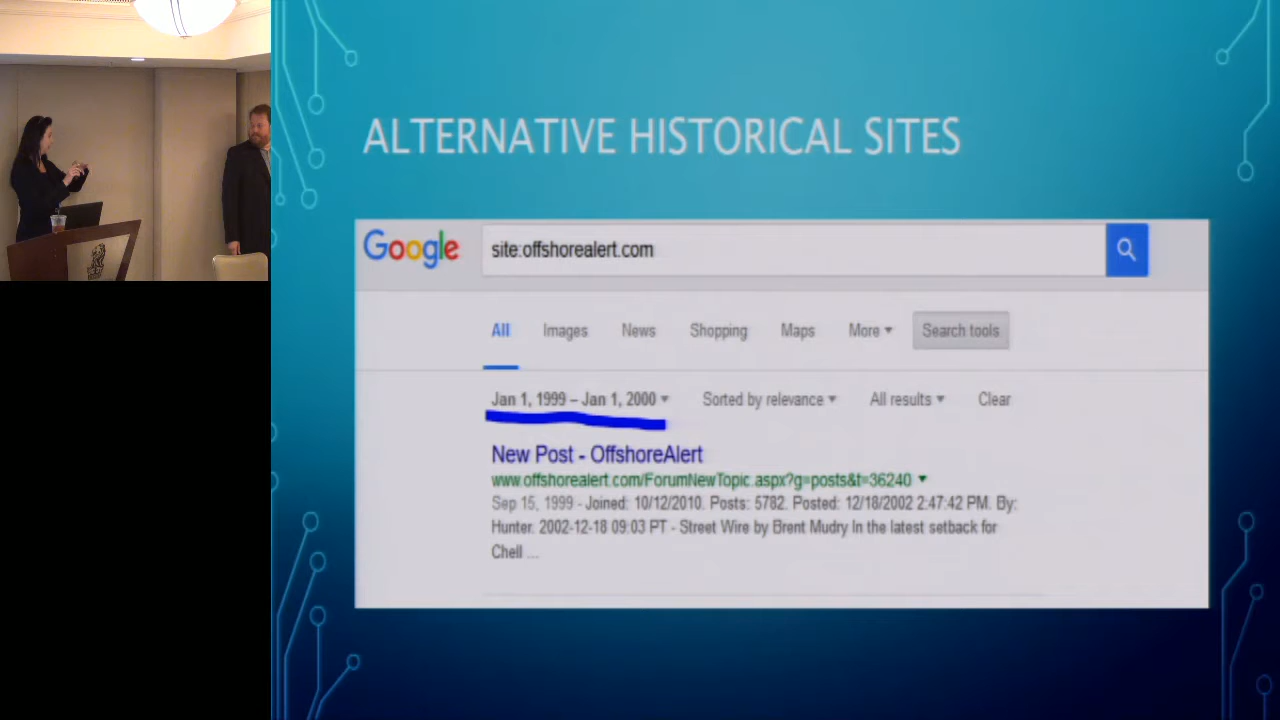 ALTERNATIVE HISTORICAL SITES
Google site:offshorealert.com
All Images News Shopping Maps More Search tools
Jan 1, 1999 – Jan 1, 2000 Sorted by relevance All results Clear
New Post - OffshoreAlert
www.offshorealert.com/ForumNewTopic.aspx?g=posts&t=36240
Sep 15, 1999 - Joined: 10/12/2010. Posts: 5782. Posted: 12/18/2002 2:47:42 PM. By:
Hunter. 2002-12-18 09:03 PT - Street Wire by Brent Mudry In the latest setback for
Chell ...